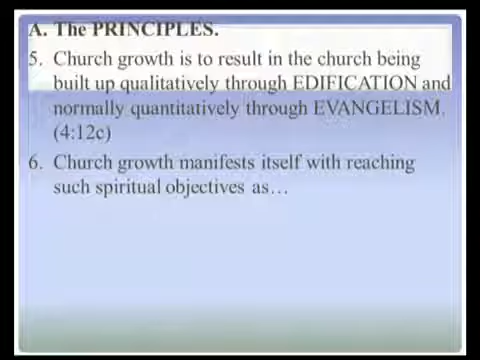 A. The PRINCIPLES.
5. Church growth is to result in the church being
built up qualitatively through EDIFICATION and
normally quantitatively through EVANGELISM.
(4:12c)
6. Church growth manifests itself with reaching
such spiritual objectives as…